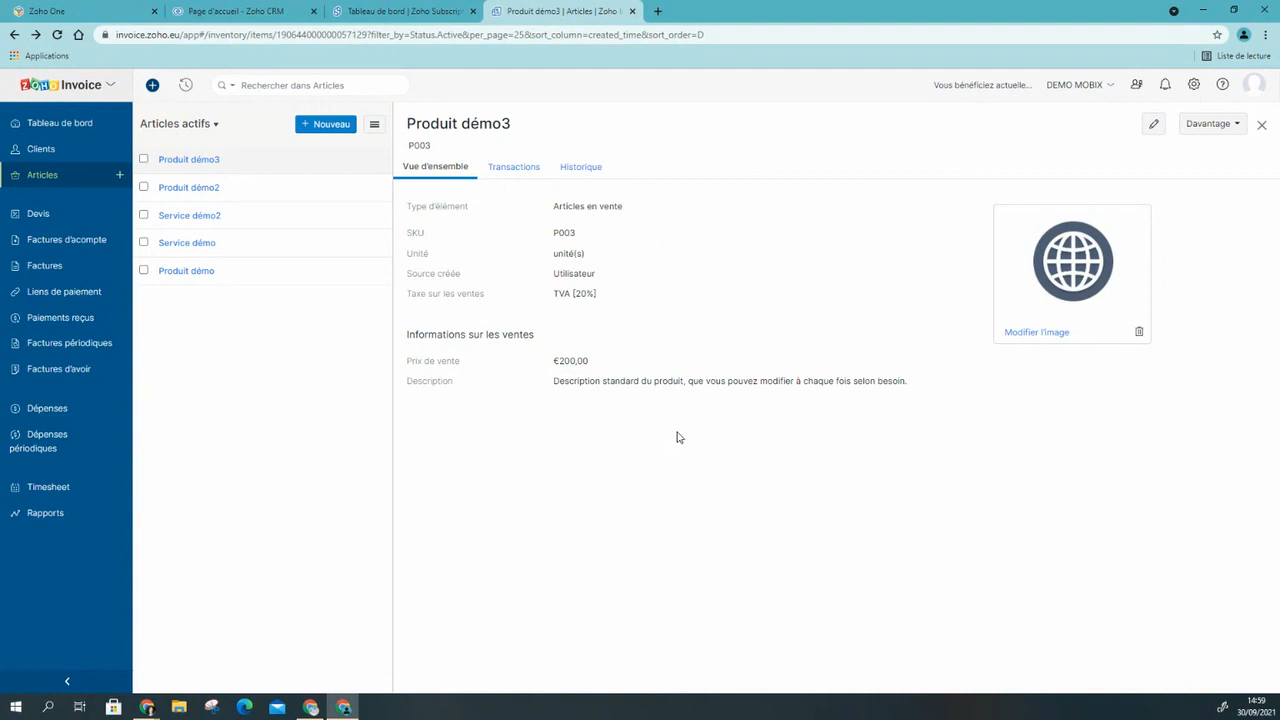 Zoho One
Page d'accueil - Zoho CRM
Tableau de bord | Zoho Subscrip
Produit démo3 | Articles | Zoho I
invoice.zoho.eu/app#/inventory/items/190644000000057129?filter_by=Status.Active&per_page=25&sort_column=created_time&sort_order=D
Applications
Liste de lecture
ZOHO Invoice
Rechercher dans Articles
Vous bénéficiez actuelle...
DEMO MOBIX
Tableau de bord
Clients
Articles
Devis
Factures d'acompte
Factures
Liens de paiement
Paiements reçus
Factures périodiques
Factures d'avoir
Dépenses
Dépenses
périodiques
Timesheet
Rapports
Articles actifs
+ Nouveau
Produit démo3
Produit démo2
Service démo2
Service démo
Produit démo
Produit démo3
Davantage
P003
Vue d'ensemble
Transactions
Historique
Type d'élément
Articles en vente
SKU
P003
Unité
unité(s)
Source créée
Utilisateur
Taxe sur les ventes
TVA [20%]
Modifier l'image
Informations sur les ventes
Prix de vente
€200,00
Description
Description standard du produit, que vous pouvez modifier à chaque fois selon besoin.
14:59
30/09/2021